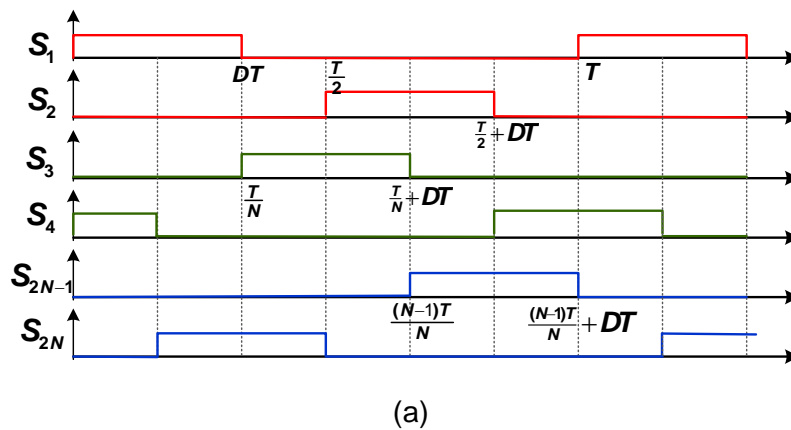 S₁
DT
T/2
T
S₂
T/2 + DT
S₃
T/N
T/N + DT
S₄
S₂N₋₁
(N−1)T/N
(N−1)T/N + DT
S₂N
(a)